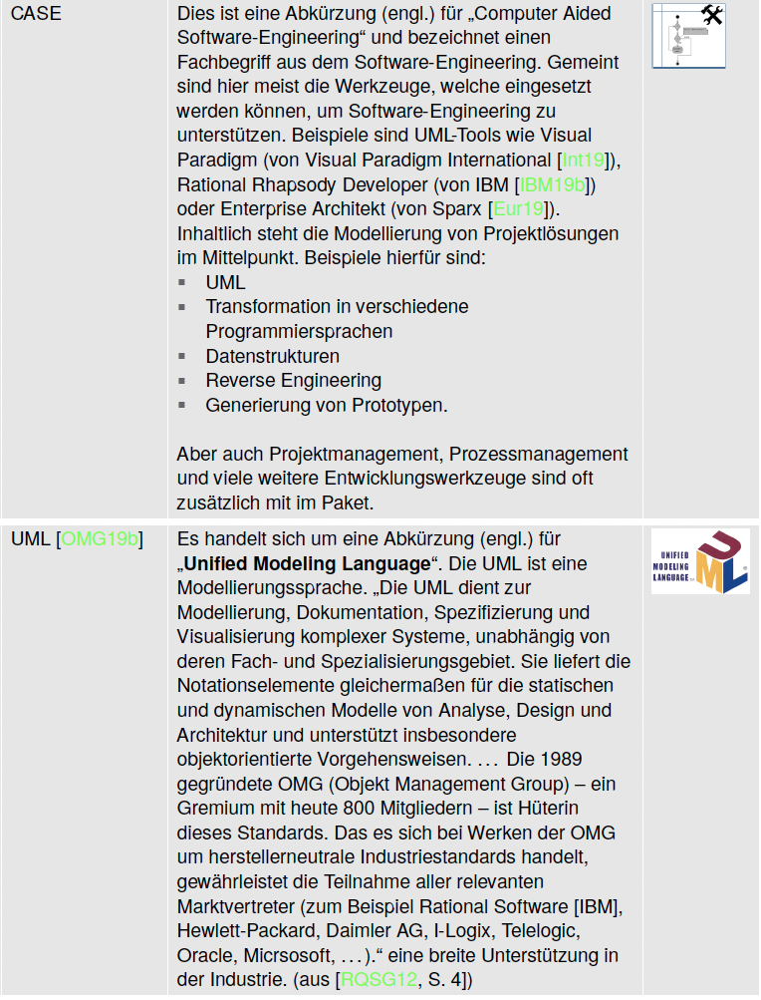 CASE
Dies ist eine Abkürzung (engl.) für „Computer Aided
Software-Engineering“ und bezeichnet einen
Fachbegriff aus dem Software-Engineering. Gemeint
sind hier meist die Werkzeuge, welche eingesetzt
werden können, um Software-Engineering zu
unterstützen. Beispiele sind UML-Tools wie Visual
Paradigm (von Visual Paradigm International [Int19]),
Rational Rhapsody Developer (von IBM [IBM19b])
oder Enterprise Architekt (von Sparx [Eur19]).
Inhaltlich steht die Modellierung von Projektlösungen
im Mittelpunkt. Beispiele hierfür sind:
▪ UML
▪ Transformation in verschiedene
Programmiersprachen
▪ Datenstrukturen
▪ Reverse Engineering
▪ Generierung von Prototypen.
Aber auch Projektmanagement, Prozessmanagement
und viele weitere Entwicklungswerkzeuge sind oft
zusätzlich mit im Paket.
UML [OMG19b]
Es handelt sich um eine Abkürzung (engl.) für
„Unified Modeling Language“. Die UML ist eine
Modellierungssprache. „Die UML dient zur
Modellierung, Dokumentation, Spezifizierung und
Visualisierung komplexer Systeme, unabhängig von
deren Fach- und Spezialisierungsgebiet. Sie liefert die
Notationselemente gleichermaßen für die statischen
und dynamischen Modelle von Analyse, Design und
Architektur und unterstützt insbesondere
objektorientierte Vorgehensweisen. … Die 1989
gegründete OMG (Objekt Management Group) – ein
Gremium mit heute 800 Mitgliedern – ist Hüterin
dieses Standards. Das es sich bei Werken der OMG
um herstellerneutrale Industriestandards handelt,
gewährleistet die Teilnahme aller relevanten
Marktvertreter (zum Beispiel Rational Software [IBM],
Hewlett-Packard, Daimler AG, I-Logix, Telelogic,
Oracle, Micrsosoft, …).“ eine breite Unterstützung in
der Industrie. (aus [RQSG12, S. 4])
UNIFIED
MODELING
LANGUAGE
UML